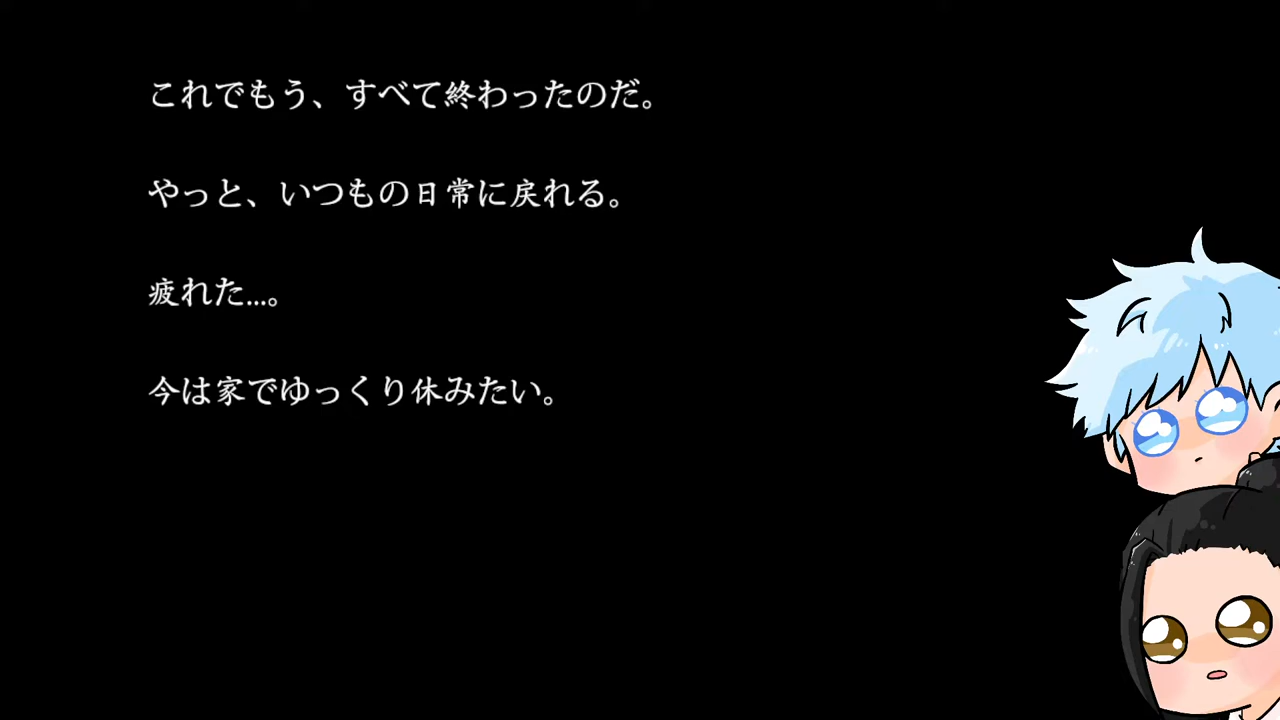 これでもう、すべて終わったのだ。
やっと、いつもの日常に戻れる。
疲れた...。
今は家でゆっくり休みたい。